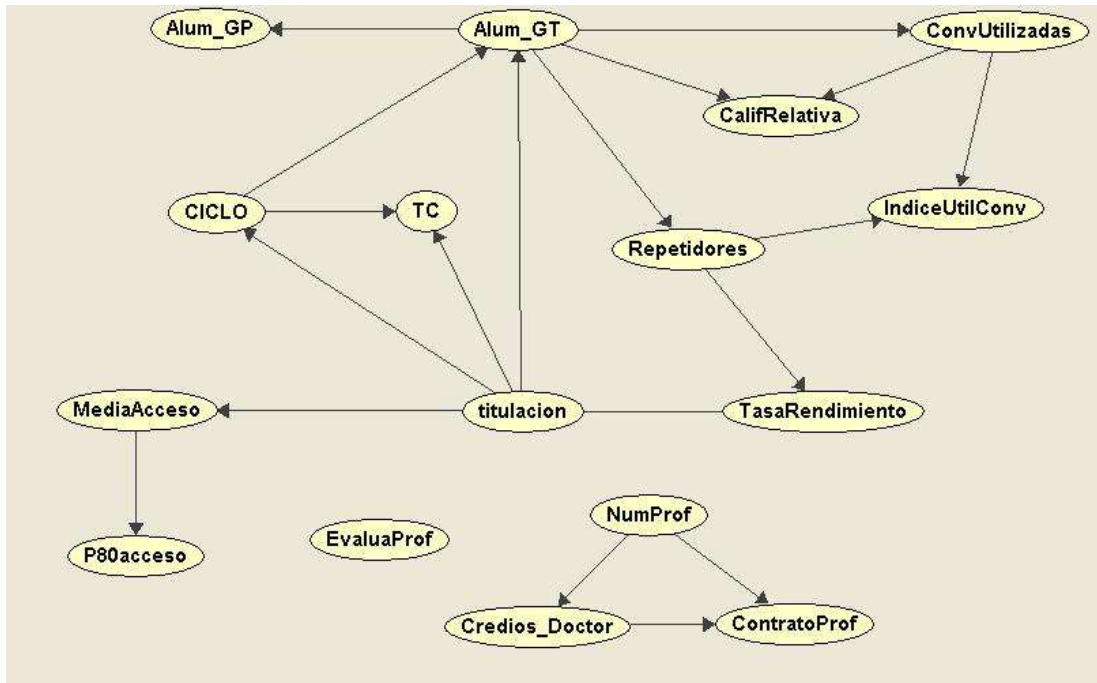 Alum_GP
Alum_GT
ConvUtilizadas
CalifRelativa
CICLO
TC
IndiceUtilConv
Repetidores
MediaAcceso
titulacion
TasaRendimiento
NumProf
EvaluaProf
P80acceso
Credios_Doctor
ContratoProf